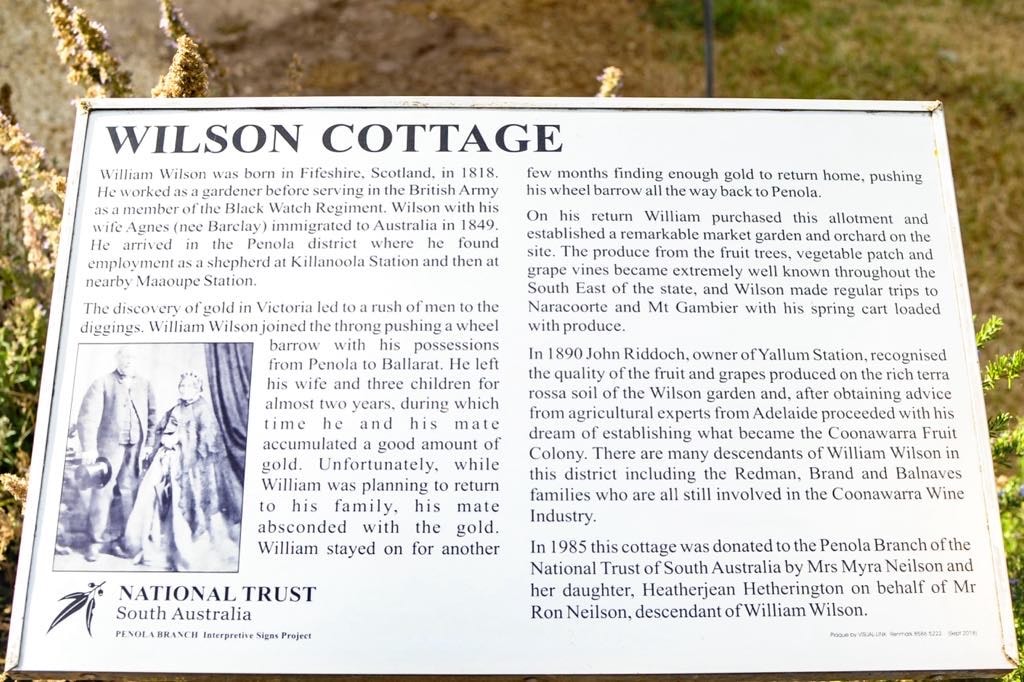 WILSON COTTAGE
William Wilson was born in Fifeshire, Scotland, in 1818.
He worked as a gardener before serving in the British Army
as a member of the Black Watch Regiment. Wilson with his
wife Agnes (nee Barclay) immigrated to Australia in 1849.
He arrived in the Penola district where he found
employment as a shepherd at Killanoola Station and then at
nearby Maaoupe Station.
The discovery of gold in Victoria led to a rush of men to the
diggings. William Wilson joined the throng pushing a wheel
barrow with his possessions
from Penola to Ballarat. He left
his wife and three children for
almost two years, during which
time he and his mate
accumulated a good amount of
gold. Unfortunately, while
William was planning to return
to his family, his mate
absconded with the gold.
William stayed on for another
few months finding enough gold to return home, pushing
his wheel barrow all the way back to Penola.
On his return William purchased this allotment and
established a remarkable market garden and orchard on the
site. The produce from the fruit trees, vegetable patch and
grape vines became extremely well known throughout the
South East of the state, and Wilson made regular trips to
Naracoorte and Mt Gambier with his spring cart loaded
with produce.
In 1890 John Riddoch, owner of Yallum Station, recognised
the quality of the fruit and grapes produced on the rich terra
rossa soil of the Wilson garden and, after obtaining advice
from agricultural experts from Adelaide proceeded with his
dream of establishing what became the Coonawarra Fruit
Colony. There are many descendants of William Wilson in
this district including the Redman, Brand and Balnaves
families who are all still involved in the Coonawarra Wine
Industry.
In 1985 this cottage was donated to the Penola Branch of the
National Trust of South Australia by Mrs Myra Neilson and
her daughter, Heatherjean Hetherington on behalf of Mr
Ron Neilson, descendant of William Wilson.
NATIONAL TRUST
South Australia
PENOLA BRANCH Interpretive Signs Project
Plaque by VISUAL LINK Renmark 8586 5222 (Sept 2018)